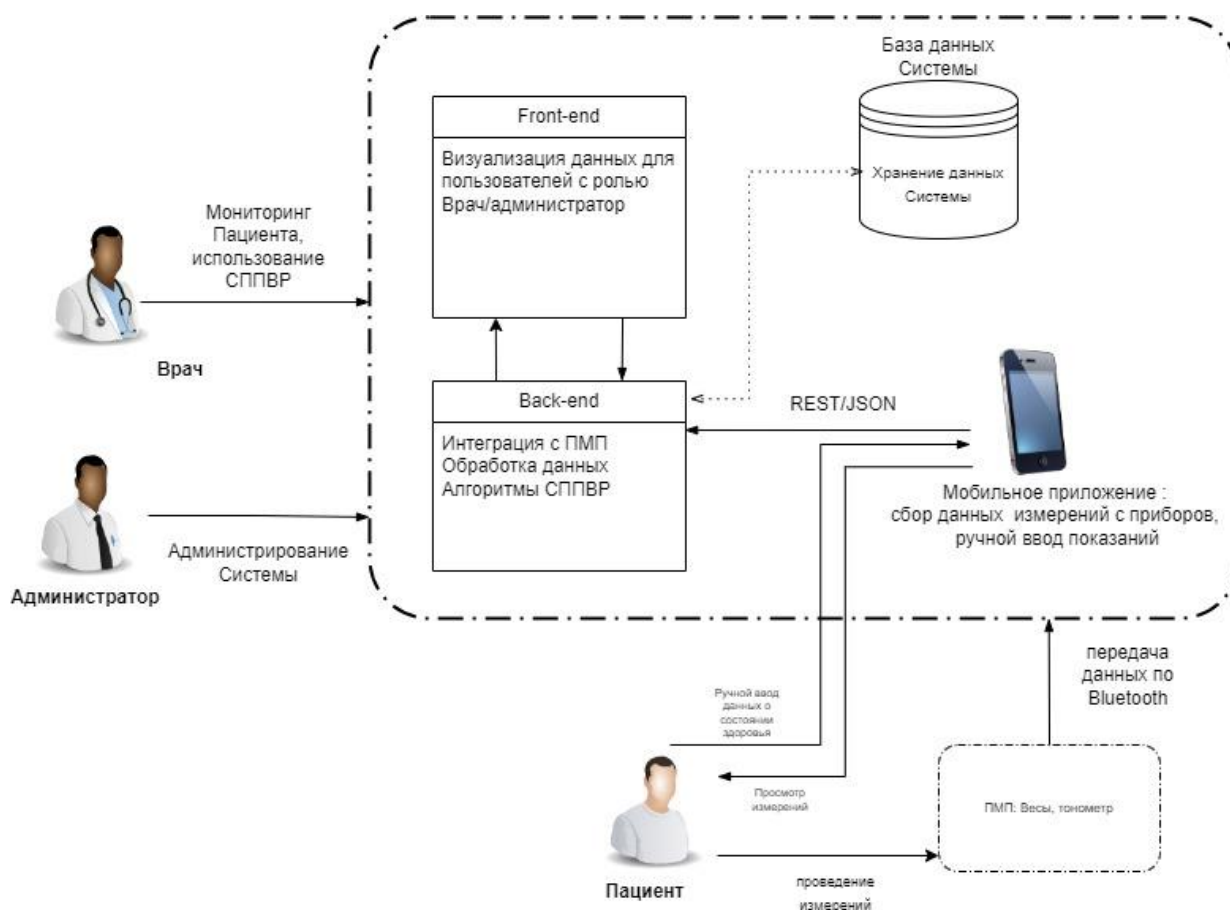 База данных
Системы
Front-end
Визуализация данных для
пользователей с ролью
Врач/администратор
Хранение данных
Системы
Мониторинг
Пациента,
использование
СППВР
Врач
Back-end
Интеграция с ПМП
Обработка данных
Алгоритмы СППВР
REST/JSON
Мобильное приложение :
сбор данных измерений с приборов,
ручной ввод показаний
Администрирование
Системы
Администратор
передача
данных по
Bluetooth
Ручной ввод
данных о
состоянии
здоровья
Просмотр
измерений
ПМП: Весы, тонометр
Пациент
проведение
измерений